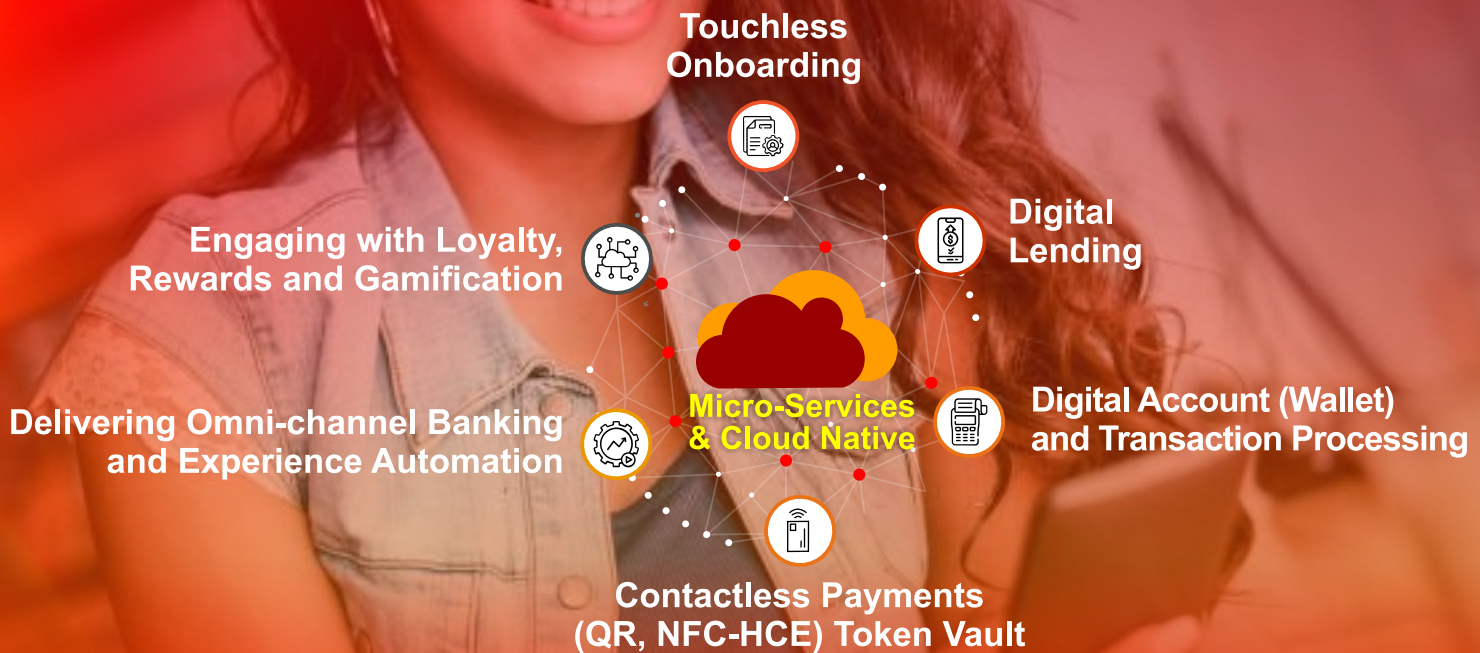 Touchless
Onboarding
Digital
Lending
Engaging with Loyalty,
Rewards and Gamification
Micro-Services
& Cloud Native
Digital Account (Wallet)
and Transaction Processing
Delivering Omni-channel Banking
and Experience Automation
Contactless Payments
(QR, NFC-HCE) Token Vault